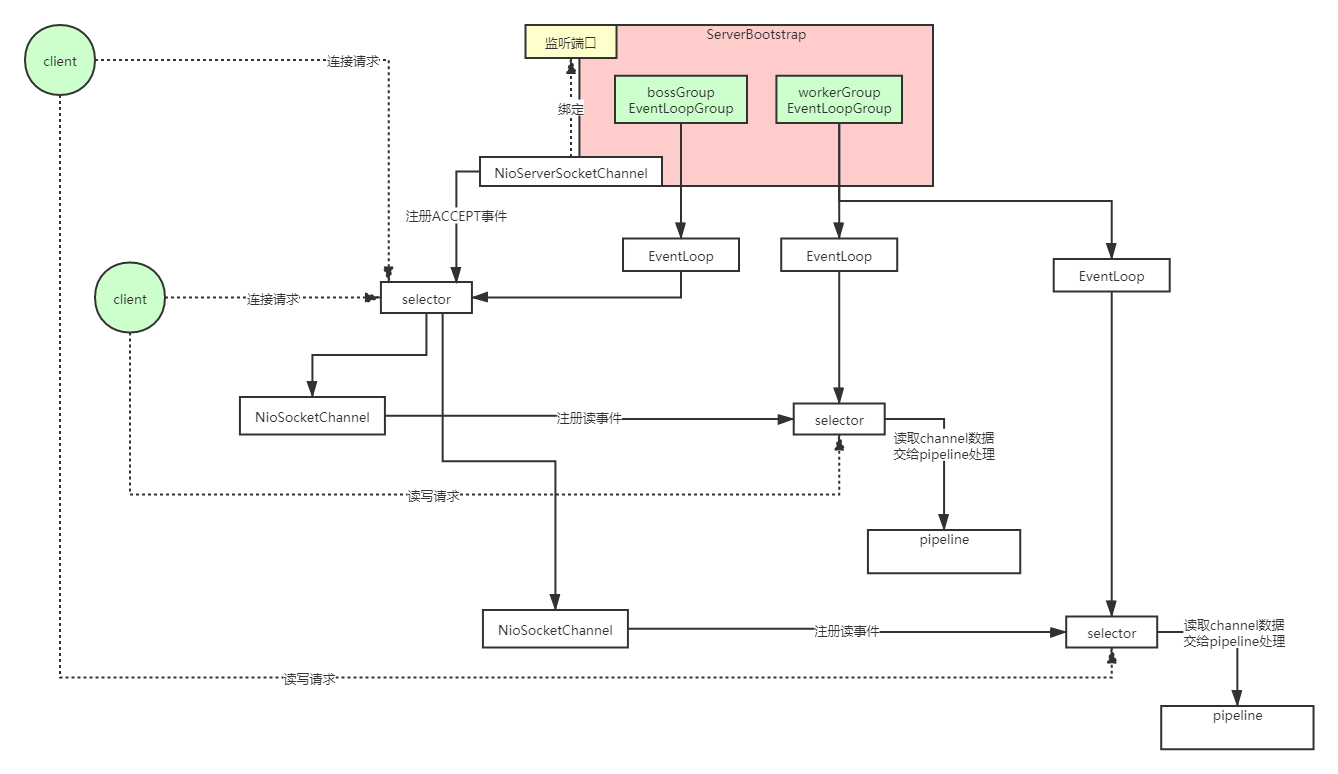 ServerBootstrap
监听端口
client
连接请求
bossGroup
EventLoopGroup
workerGroup
EventLoopGroup
绑定
NioServerSocketChannel
注册ACCEPT事件
EventLoop
EventLoop
EventLoop
client
连接请求
selector
NioSocketChannel
注册读事件
selector
读取channel数据
交给pipeline处理
读写请求
pipeline
NioSocketChannel
注册读事件
selector
读取channel数据
交给pipeline处理
读写请求
pipeline